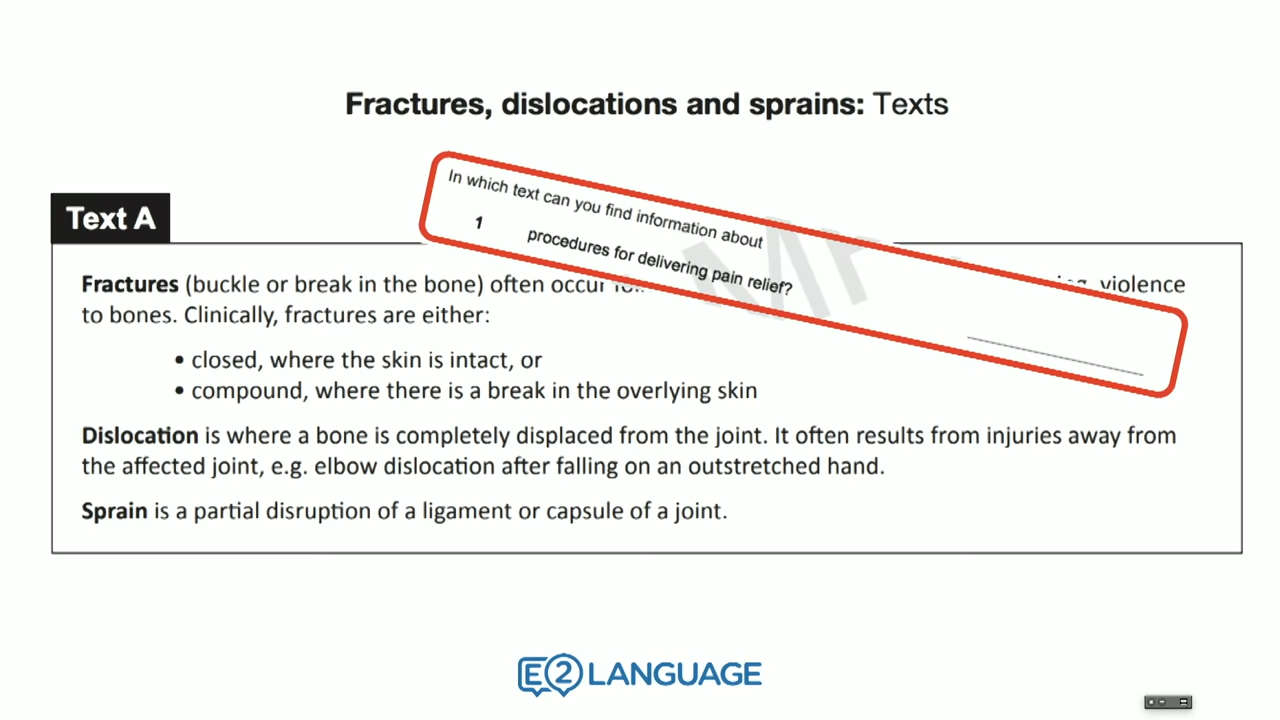 Fractures, dislocations and sprains: Texts
In which text can you find information about
1 procedures for delivering pain relief?
Text A
Fractures (buckle or break in the bone) often occur violence
to bones. Clinically, fractures are either:
• closed, where the skin is intact, or
• compound, where there is a break in the overlying skin
Dislocation is where a bone is completely displaced from the joint. It often results from injuries away from
the affected joint, e.g. elbow dislocation after falling on an outstretched hand.
Sprain is a partial disruption of a ligament or capsule of a joint.
E2 LANGUAGE